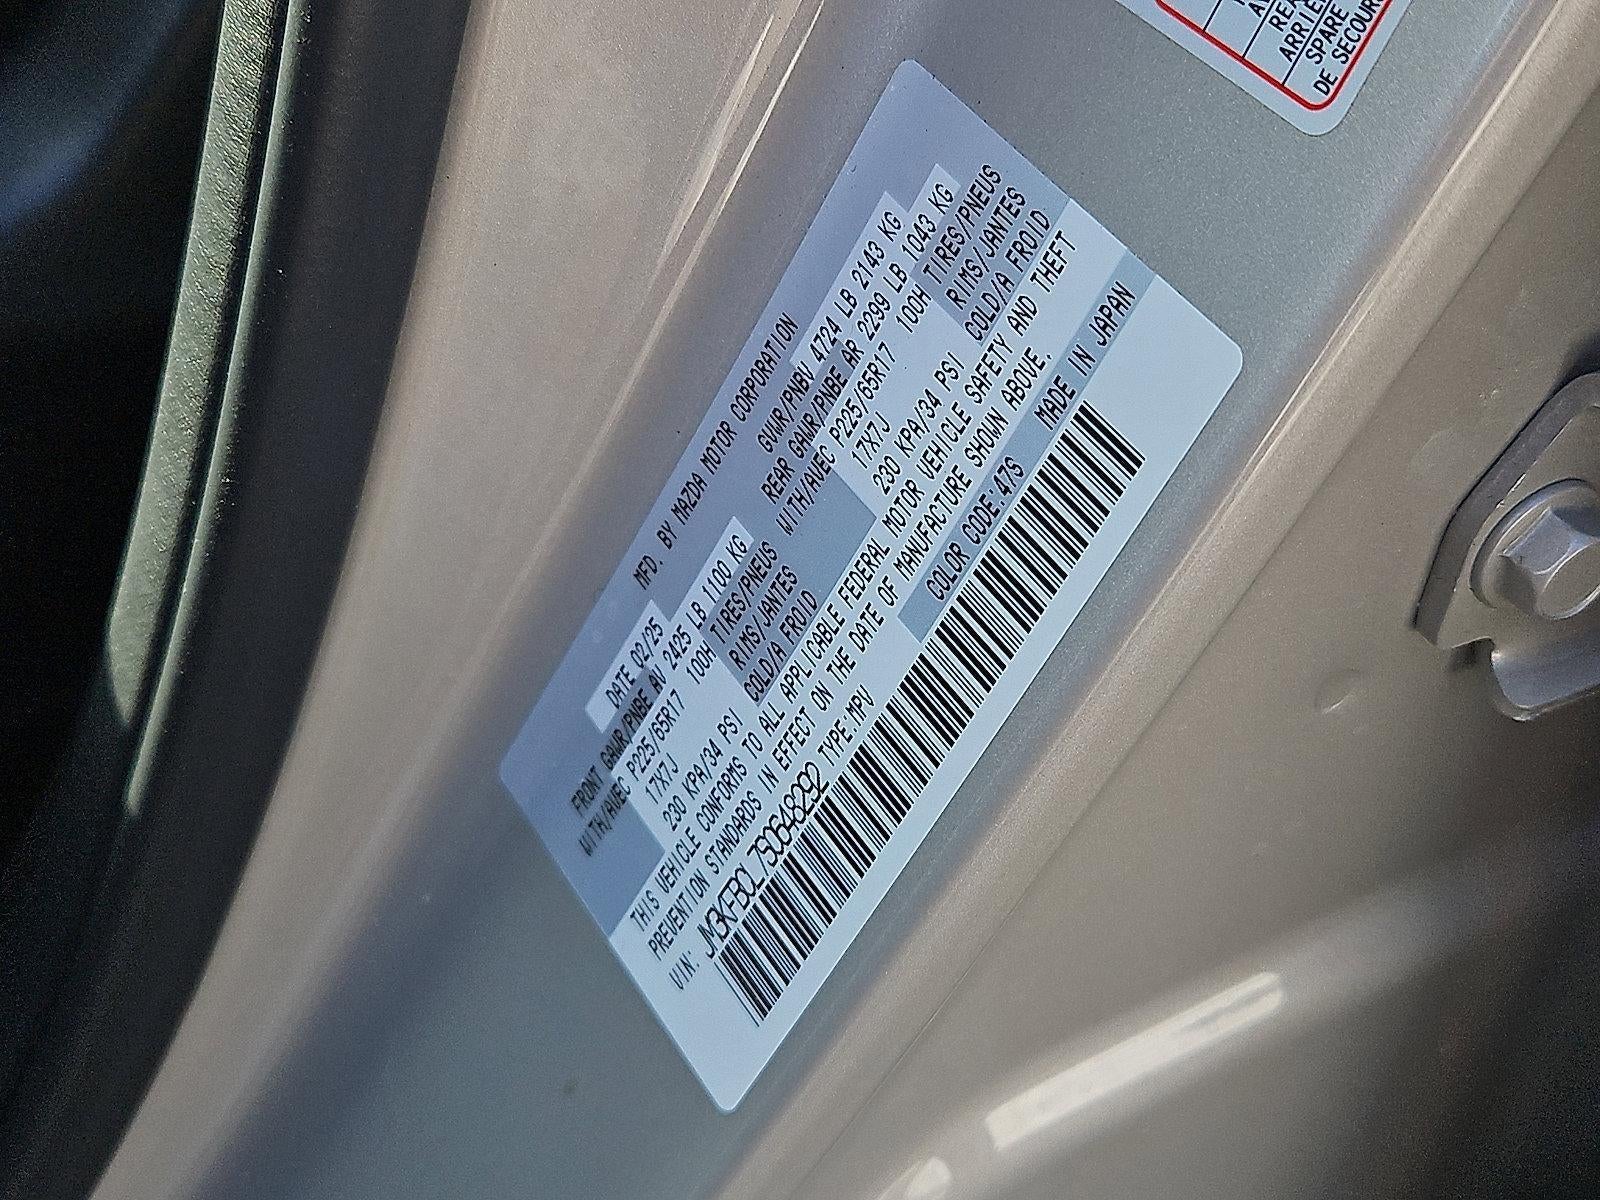 MFD. BY MAZDA MOTOR CORPORATION
DATE 02/25 GVWR/PNBV 4724 LB 2143 KG
FRONT GAWR/PNBE AV 2425 LB 1100 KG REAR GAWR/PNBE AR 2299 LB 1043 KG
WITH/AVEC P225/65R17 100H TIRES/PNEUS WITH/AVEC P225/65R17 100H TIRES/PNEUS
17X7J RIMS/JANTES 17X7J RIMS/JANTES
230 KPA/34 PSI COLD/A FROID 230 KPA/34 PSI COLD/A FROID
THIS VEHICLE CONFORMS TO ALL APPLICABLE FEDERAL MOTOR VEHICLE SAFETY AND THEFT
PREVENTION STANDARDS IN EFFECT ON THE DATE OF MANUFACTURE SHOWN ABOVE.
VIN: JM3KFBCL7S0648292 TYPE:MPV COLOR CODE:47S MADE IN JAPAN
SPARE
DE SECOURS